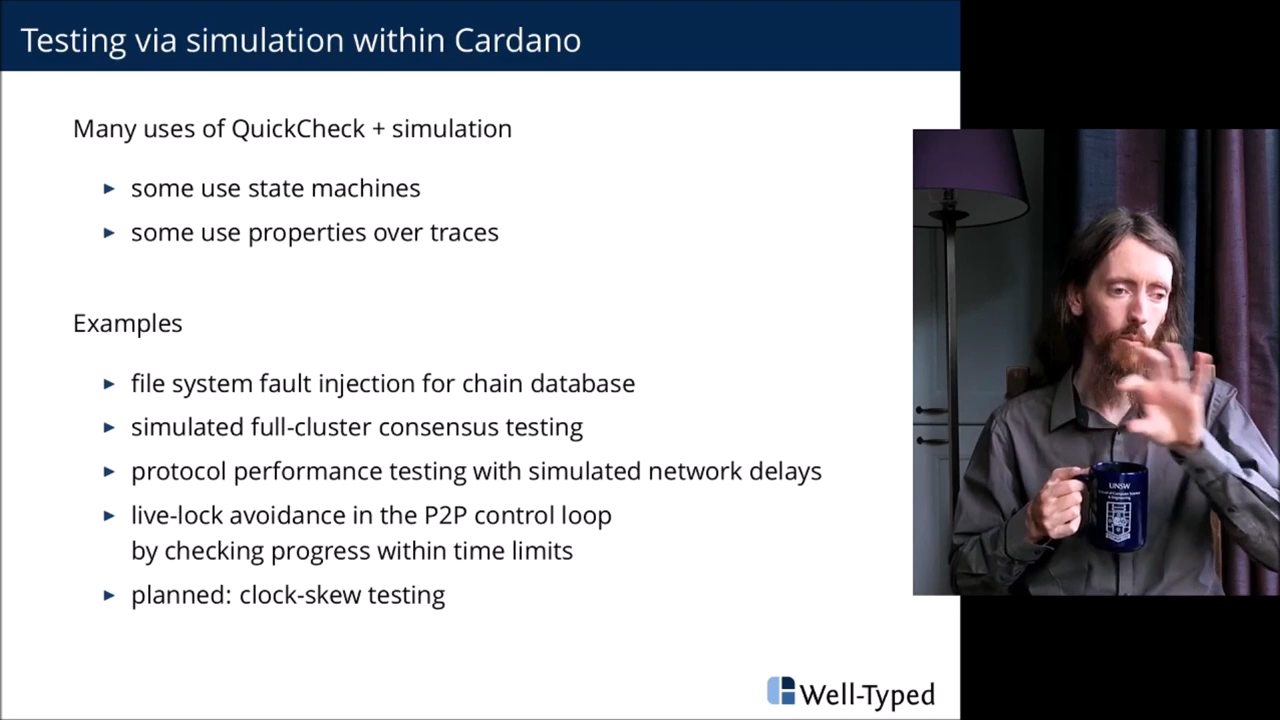 Testing via simulation within Cardano
Many uses of QuickCheck + simulation
▸ some use state machines
▸ some use properties over traces
Examples
▸ file system fault injection for chain database
▸ simulated full-cluster consensus testing
▸ protocol performance testing with simulated network delays
▸ live-lock avoidance in the P2P control loop
by checking progress within time limits
▸ planned: clock-skew testing
Well-Typed
UNSW